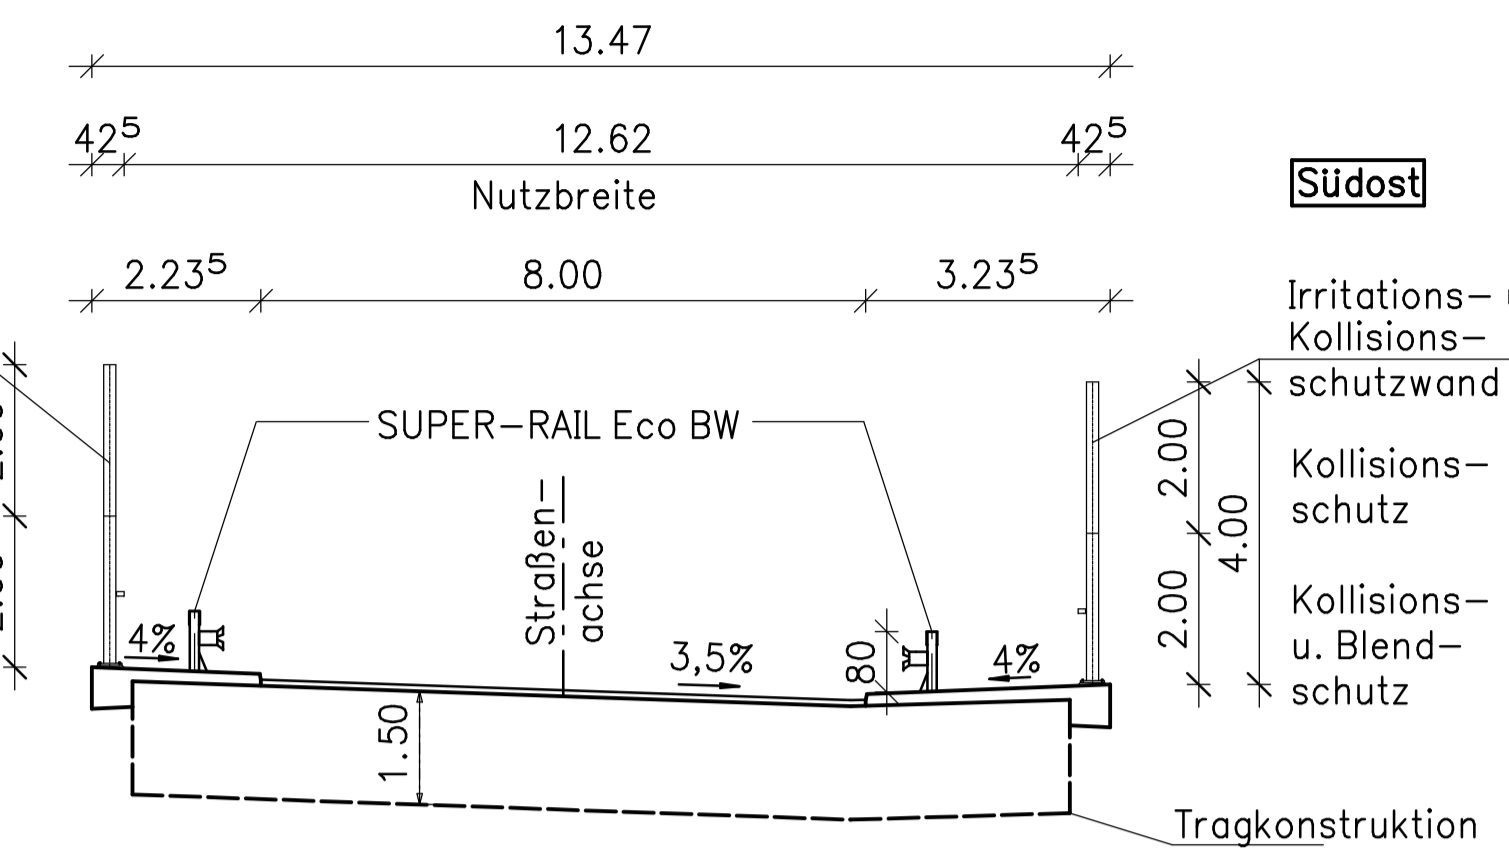 13.47
42⁵ 12.62 42⁵
Nutzbreite
Südost
2.23⁵ 8.00 3.23⁵
Irritations–
Kollisions–
schutzwand
SUPER–RAIL Eco BW
2.00
Kollisions–
schutz
4.00
Straßen–
achse
2.00
Kollisions–
u. Blend–
schutz
4%
3,5%
80
4%
1.50
Tragkonstruktion